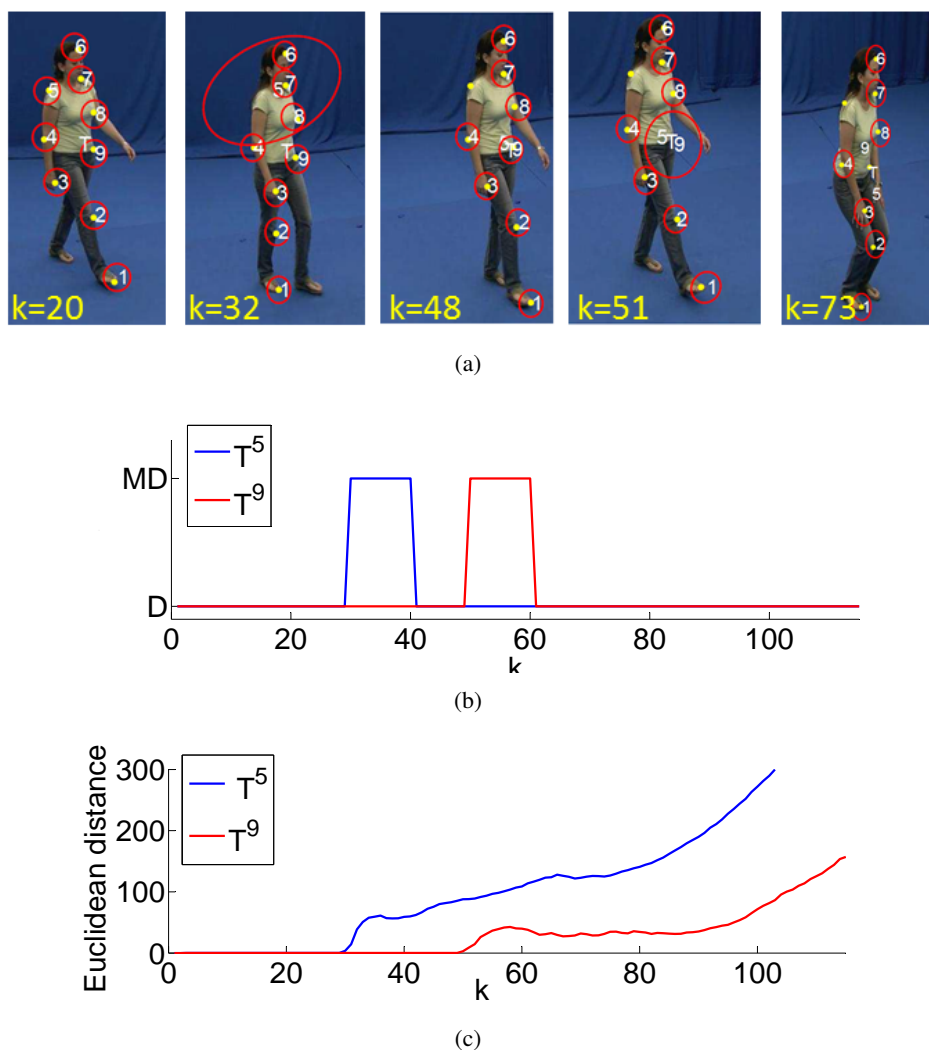 6 6 6 6 6
5 7 5 7 7 7 7
8 8 8 8 8
4 T 9 4 T 9 4 5 T 9 4 5 T 9 4 9 T
3 3 3 3 3 5
2 2 2 2 2
1 1 1 1 1
k=20 k=32 k=48 k=51 k=73
(a)
T5
T9
MD
D
0 20 40 60 80 100
k
(b)
Euclidean distance
T5
T9
300
200
100
0
0 20 40 60 80 100
k
(c)